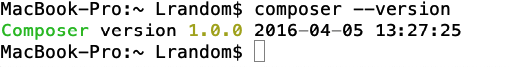 MacBook-Pro:~ Lrandom$ composer --version
Composer version 1.0.0 2016-04-05 13:27:25
MacBook-Pro:~ Lrandom$